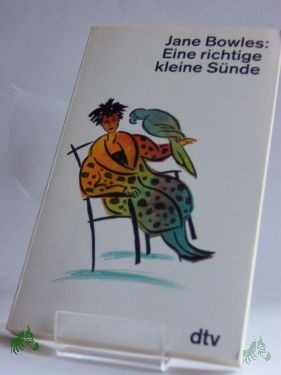 Jane Bowles:
Eine richtige
kleine Sünde
dtv